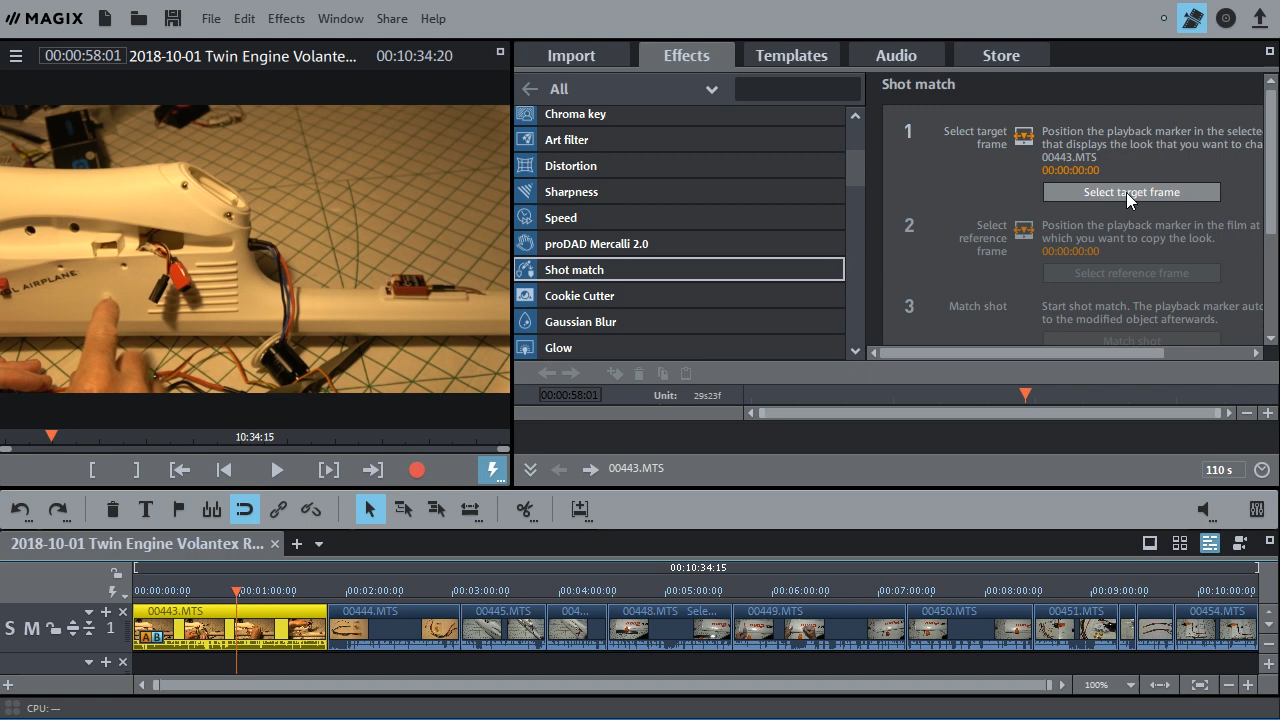 MAGIX File Edit Effects Window Share Help
00:00:58:01 2018-10-01 Twin Engine Volante... 00:10:34:20
Import Effects Templates Audio Store
All
Shot match
Chroma key
Art filter
Distortion
Sharpness
Speed
proDAD Mercalli 2.0
Shot match
Cookie Cutter
Gaussian Blur
Glow
1 Select target frame
Position the playback marker in the selecte
that displays the look that you want to cha
00443.MTS
00:00:00:00
Select target frame
2 Select reference frame
Position the playback marker in the film at
which you want to copy the look.
00:00:00:00
Select reference frame
3 Match shot
Start shot match. The playback marker auto
to the modified object afterwards.
Match shot
AIRPLANE
00:00:58:01 Unit: 29s23f
10:34:15
00443.MTS 110 s
2018-10-01 Twin Engine Volantex R...
00:10:34:15
00:00:00:00 00:01:00:00 00:02:00:00 00:03:00:00 00:04:00:00 00:05:00:00 00:06:00:00 00:07:00:00 00:08:00:00 00:09:00:00 00:10:00:00
00443.MTS 00444.MTS 00445.MTS 004... 00448.MTS Sele... 00449.MTS 00450.MTS 00451.MTS 00454.MTS
A B
S M 1
100%
CPU: —